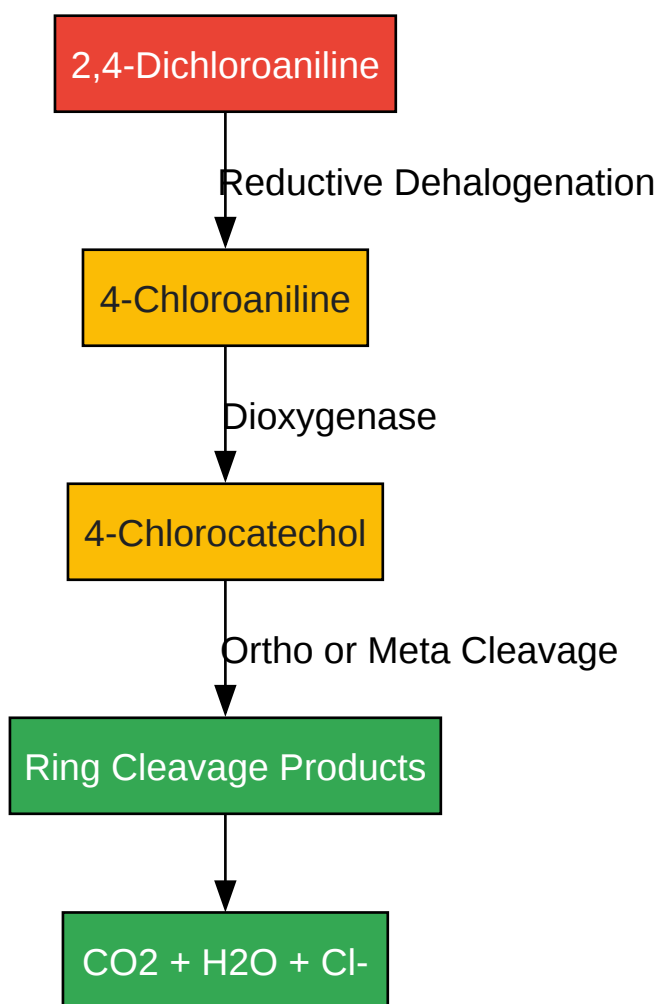 2,4-Dichloroaniline
Reductive Dehalogenation
4-Chloroaniline
Dioxygenase
4-Chlorocatechol
Ortho or Meta Cleavage
Ring Cleavage Products
CO2 + H2O + Cl-